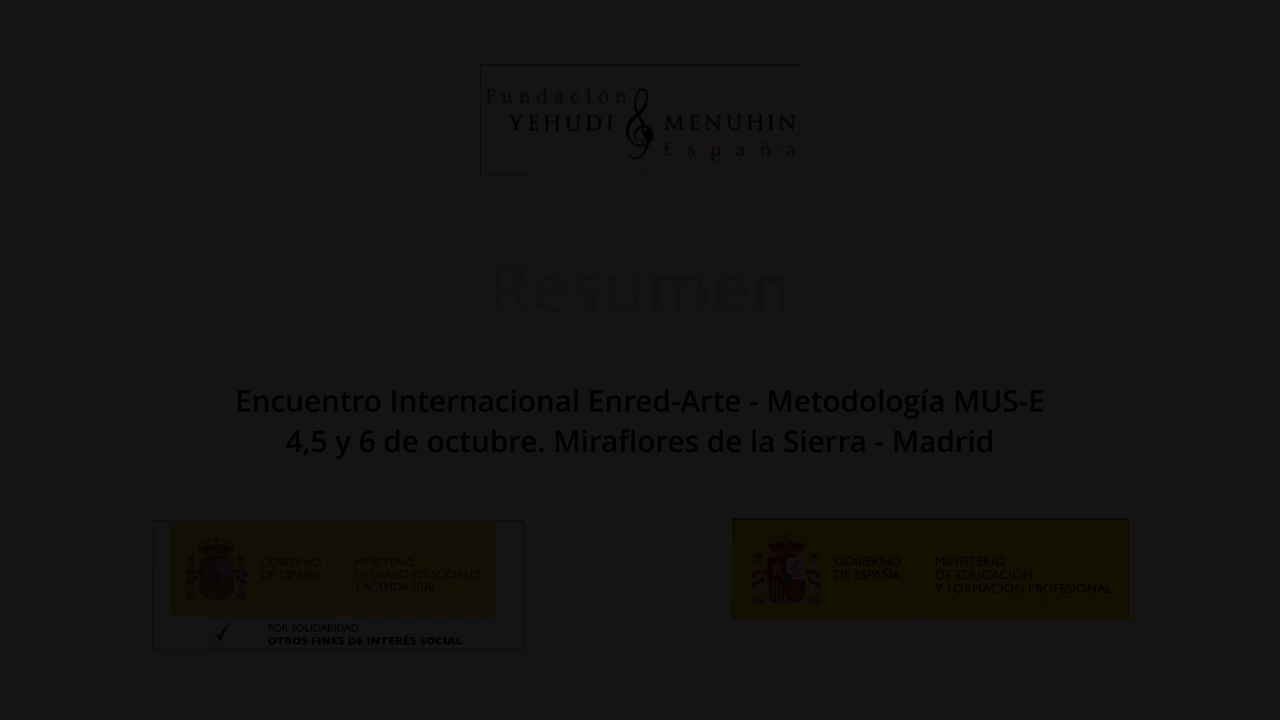 Fundación
YEHUDI MENUHIN
España
Resumen
Encuentro Internacional Enred-Arte - Metodología MUS-E
4,5 y 6 de octubre. Miraflores de la Sierra - Madrid
GOBIERNO
DE ESPAÑA
MINISTERIO
DE DERECHOS SOCIALES
Y AGENDA 2030
POR SOLIDARIDAD
OTROS FINES DE INTERÉS SOCIAL
GOBIERNO
DE ESPAÑA
MINISTERIO
DE EDUCACIÓN
Y FORMACIÓN PROFESIONAL